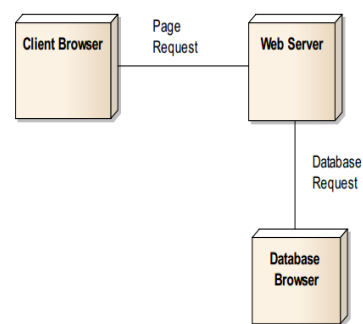 Client Browser
Page
Request
Web Server
Database
Request
Database
Browser